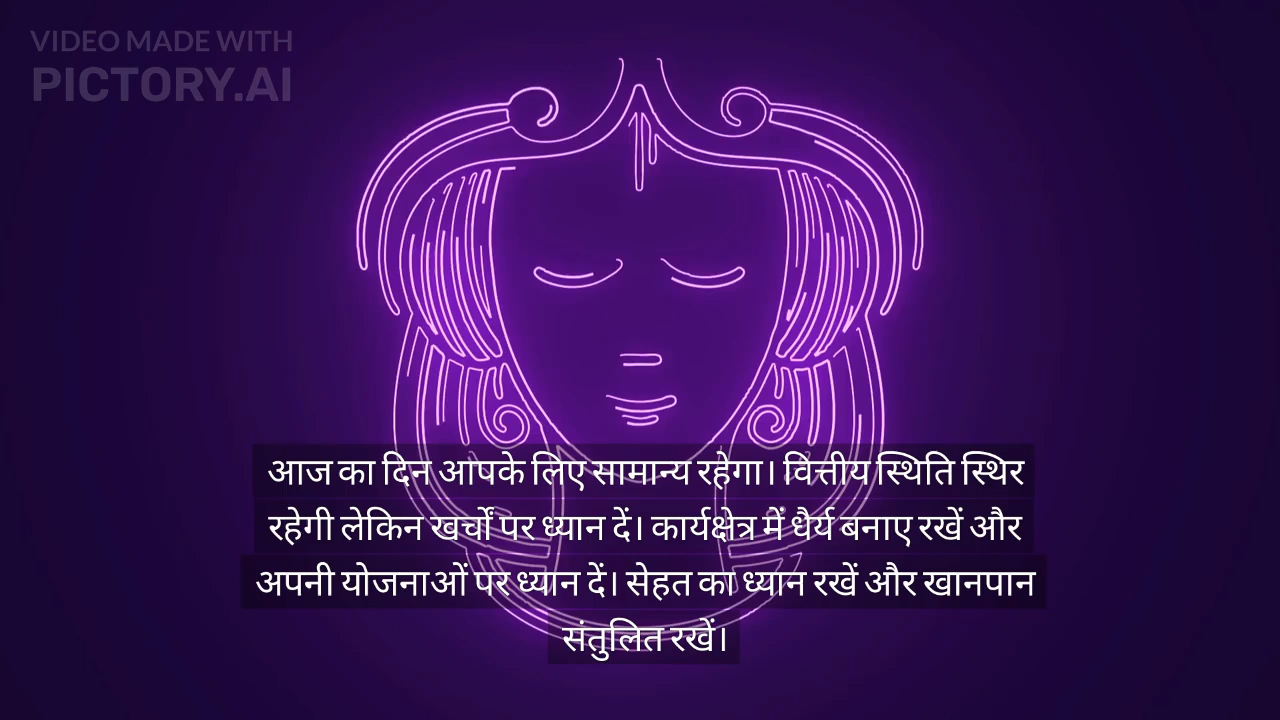 VIDEO MADE WITH
PICTORY.AI
आज का दिन आपके लिए सामान्य रहेगा। वित्तीय स्थिति स्थिर
रहेगी लेकिन खर्चों पर ध्यान दें। कार्यक्षेत्र में धैर्य बनाए रखें और
अपनी योजनाओं पर ध्यान दें। सेहत का ध्यान रखें और खानपान
संतुलित रखें।